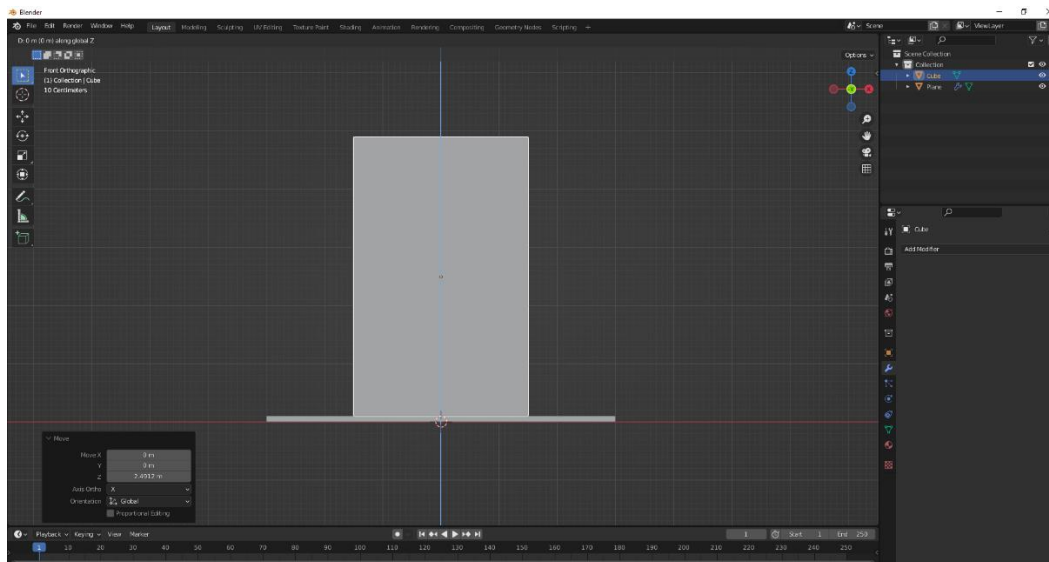 Blender
File Edit Render Window Help Layout Modeling Sculpting UV Editing Texture Paint Shading Animation Rendering Compositing Geometry Nodes Scripting + Scene ViewLayer
D: 0 m (0 m) along global Z
Options
Front Orthographic
(1) Collection | Cube
10 Centimeters
Z
X
Scene Collection
Collection
Cube
Plane
Cube
Add Modifier
Move
Move X 0 m
Y 0 m
Z 2.4912 m
Axis Ortho X
Orientation Global
Proportional Editing
Playback Keying View Marker 1 Start 1 End 250
1 10 20 30 40 50 60 70 80 90 100 110 120 130 140 150 160 170 180 190 200 210 220 230 240 250